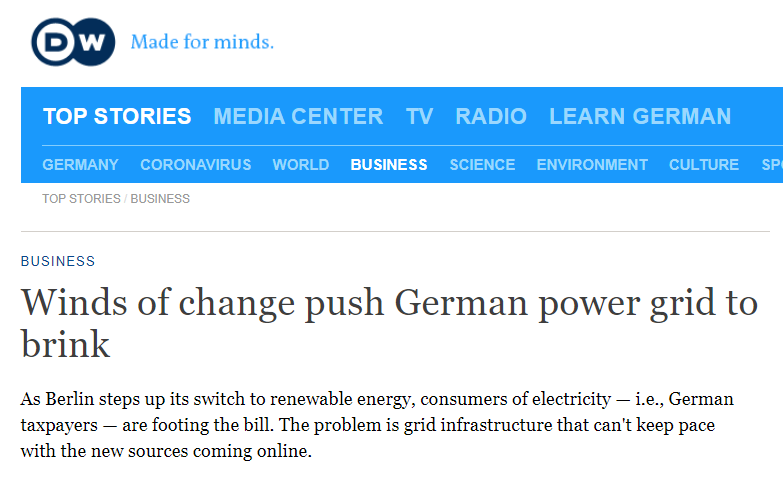 DW Made for minds.
TOP STORIES MEDIA CENTER TV RADIO LEARN GERMAN
GERMANY CORONAVIRUS WORLD BUSINESS SCIENCE ENVIRONMENT CULTURE
TOP STORIES / BUSINESS
BUSINESS
Winds of change push German power grid to
brink
As Berlin steps up its switch to renewable energy, consumers of electricity — i.e., German
taxpayers — are footing the bill. The problem is grid infrastructure that can't keep pace
with the new sources coming online.